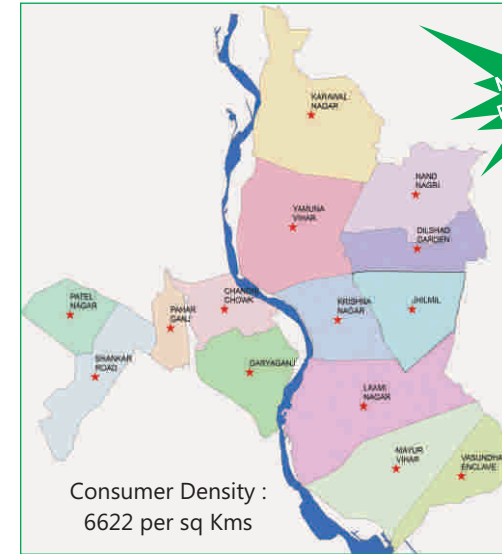 KARAWAL
NAGAR
NAND
NAGRI
YAMUNA
VIHAR
DILSHAD
GARDEN
PATEL
NAGAR
PAHAR
GANJ
CHANDNI
CHOWK
KRISHNA
NAGAR
JHILMIL
SHANKAR
ROAD
DARYAGANJ
LAXMI
NAGAR
MAYUR
VIHAR
VASUNDHA
ENCLAVE
Consumer Density :
6622 per sq Kms